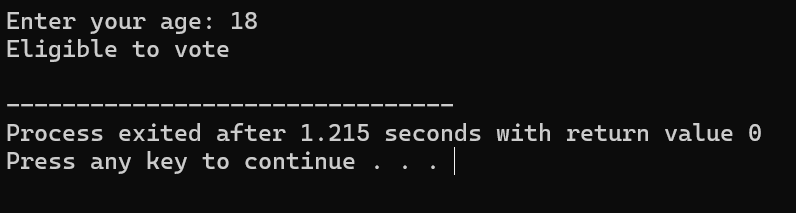 Enter your age: 18
Eligible to vote
--------------------------------
Process exited after 1.215 seconds with return value 0
Press any key to continue . . .